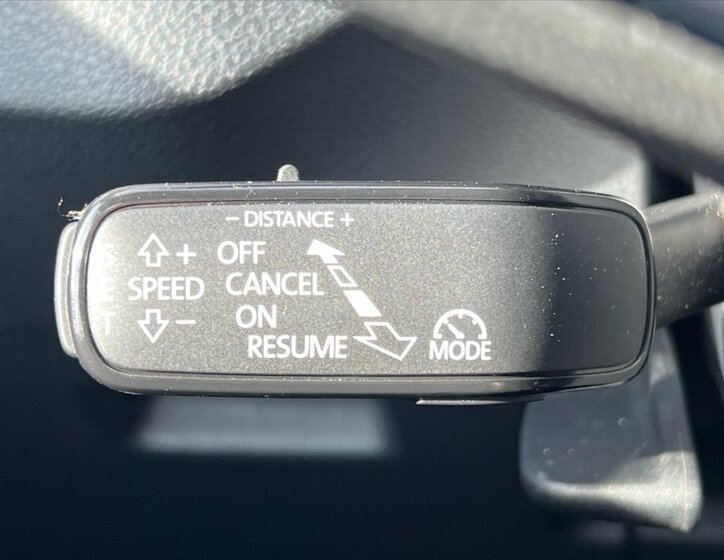 − DISTANCE +
+ OFF
SPEED CANCEL
− ON
RESUME MODE
T